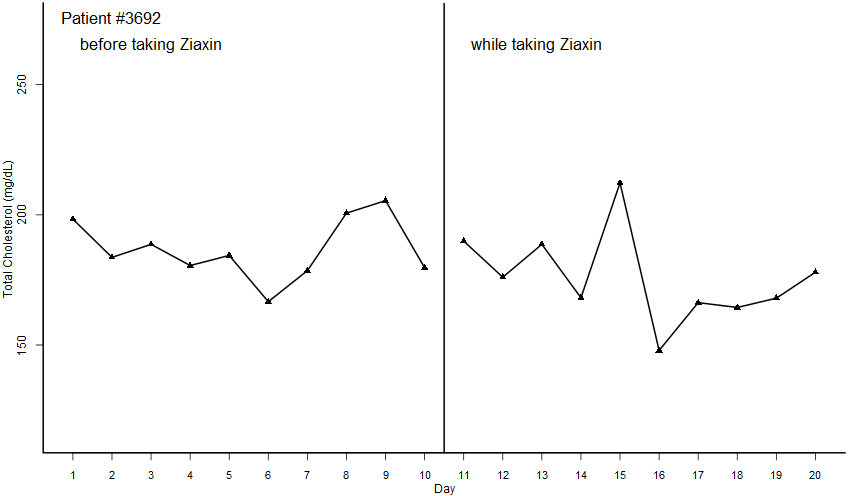 Patient #3692
before taking Ziaxin
while taking Ziaxin
Total Cholesterol (mg/dL)
250
200
150
1 2 3 4 5 6 7 8 9 10 11 12 13 14 15 16 17 18 19 20
Day